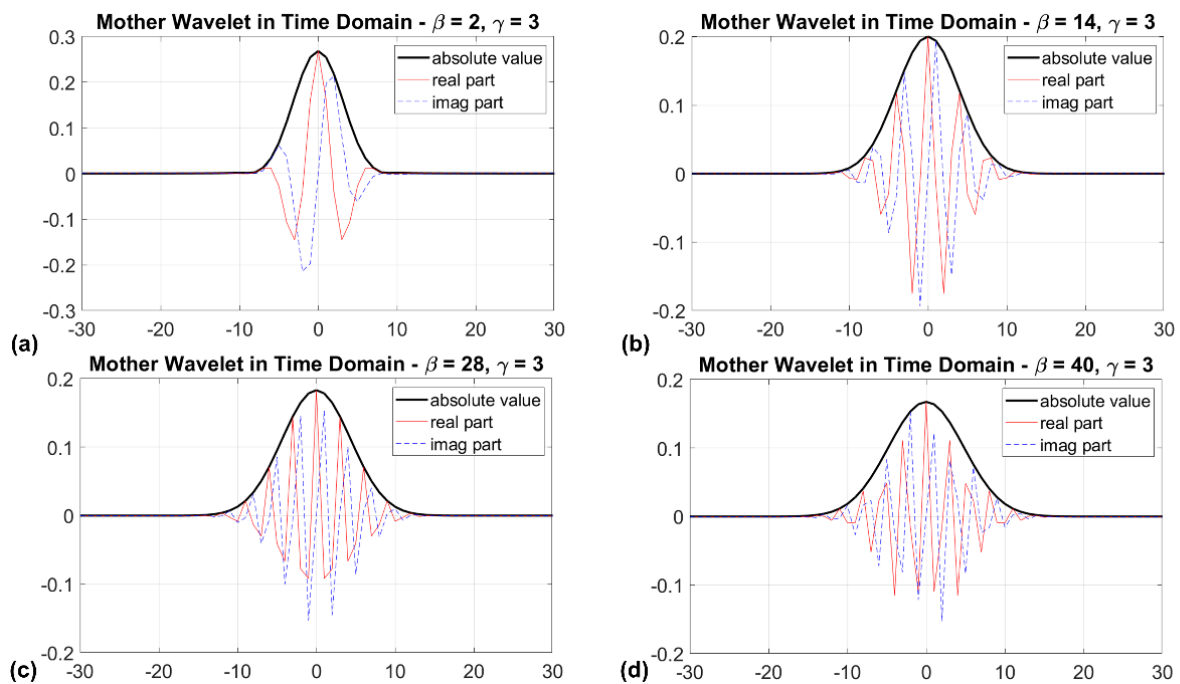 Mother Wavelet in Time Domain - β = 2, γ = 3
0.3
0.2
0.1
0
-0.1
-0.2
-0.3
-30
-20
-10
0
10
20
30
absolute value
real part
imag part
(a)
Mother Wavelet in Time Domain - β = 14, γ = 3
0.2
0.1
0
-0.1
-0.2
-30
-20
-10
0
10
20
30
absolute value
real part
imag part
(b)
Mother Wavelet in Time Domain - β = 28, γ = 3
0.2
0.1
0
-0.1
-0.2
-30
-20
-10
0
10
20
30
absolute value
real part
imag part
(c)
Mother Wavelet in Time Domain - β = 40, γ = 3
0.2
0.1
0
-0.1
-0.2
-30
-20
-10
0
10
20
30
absolute value
real part
imag part
(d)